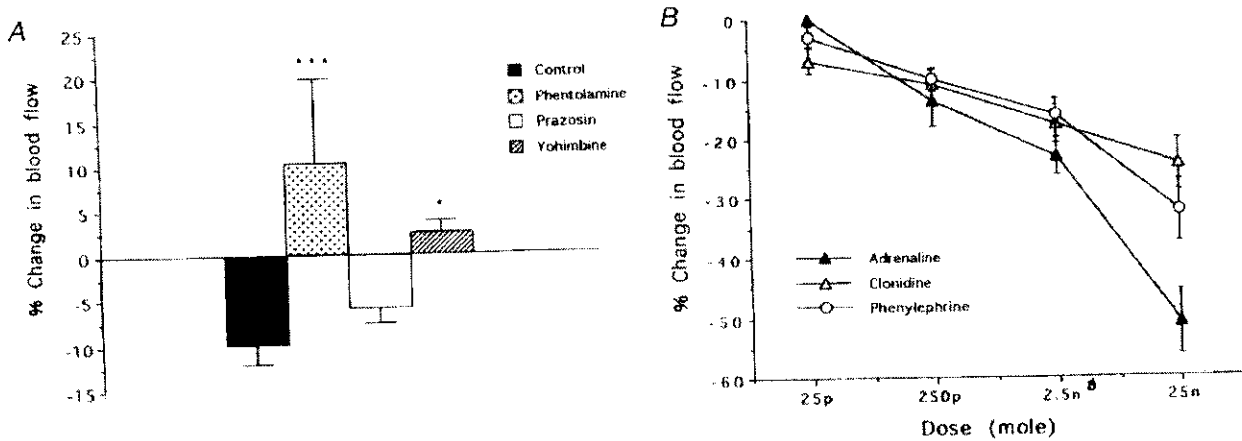 A
% Change in blood flow
25
20
15
10
5
0
-5
-10
-15
***
*
Control
Phentolamine
Prazosin
Yohimbine
B
% Change in blood flow
0
-10
-20
-30
-40
-50
-60
Adrenaline
Clonidine
Phenylephrine
25p
250p
2.5n
25n
Dose (mole)